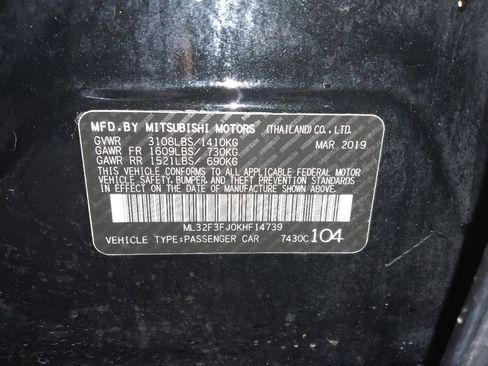 MFD. BY MITSUBISHI MOTORS (THAILAND) CO., LTD.
GVWR 3108LBS/1410KG MAR 2019
GAWR FR 1609LBS/ 730KG
GAWR RR 1521LBS/ 690KG
THIS VEHICLE CONFORMS TO ALL APPLICABLE FEDERAL MOTOR
VEHICLE SAFETY, BUMPER, AND THEFT PREVENTION STANDARDS
IN EFFECT ON THE DATE OF MANUFACTURE SHOWN ABOVE.
ML32F3FJ0KHF14739
VEHICLE TYPE:PASSENGER CAR 7430C 104